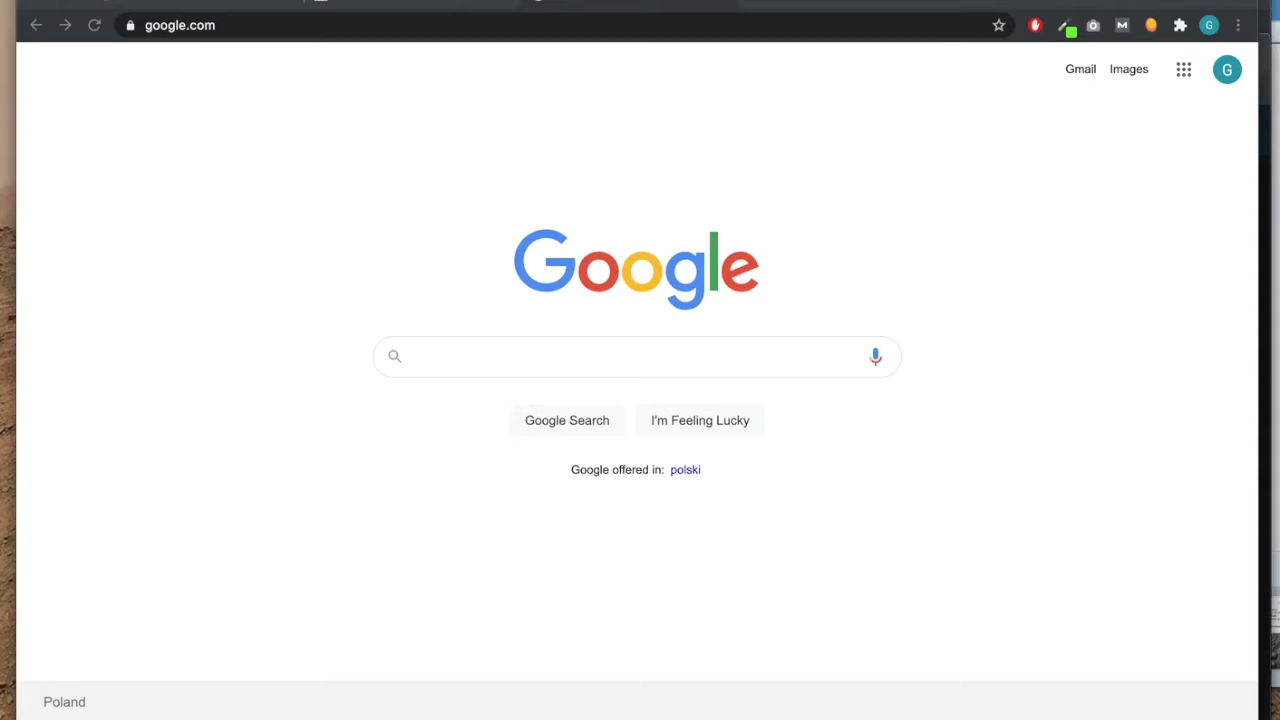 google.com
G
Gmail Images
G
Google
Google Search I'm Feeling Lucky
Google offered in: polski
Poland